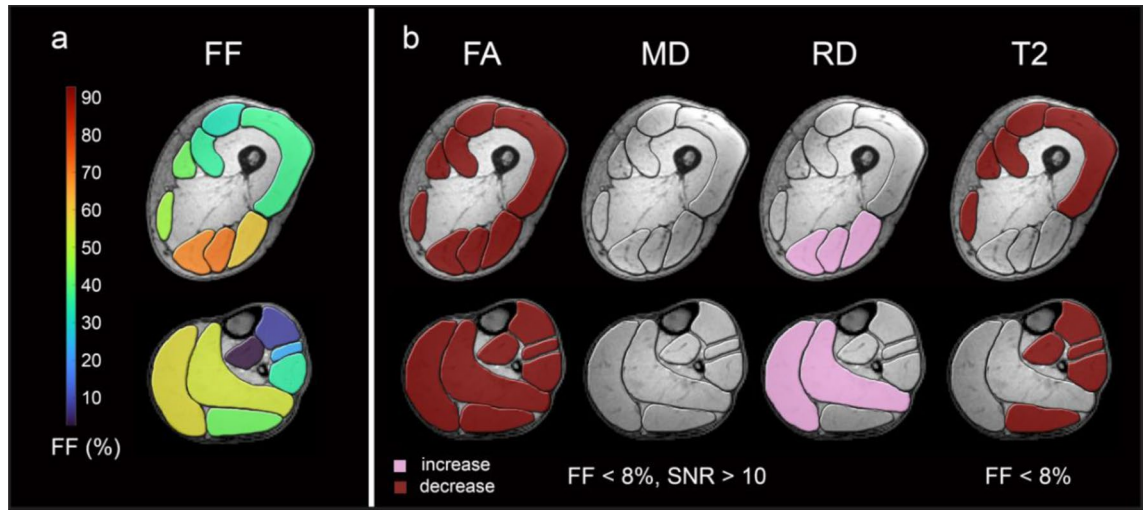 a
FF
90
80
70
60
50
40
30
20
10
FF (%)
b
FA MD RD T2
increase
decrease
FF < 8%, SNR > 10
FF < 8%